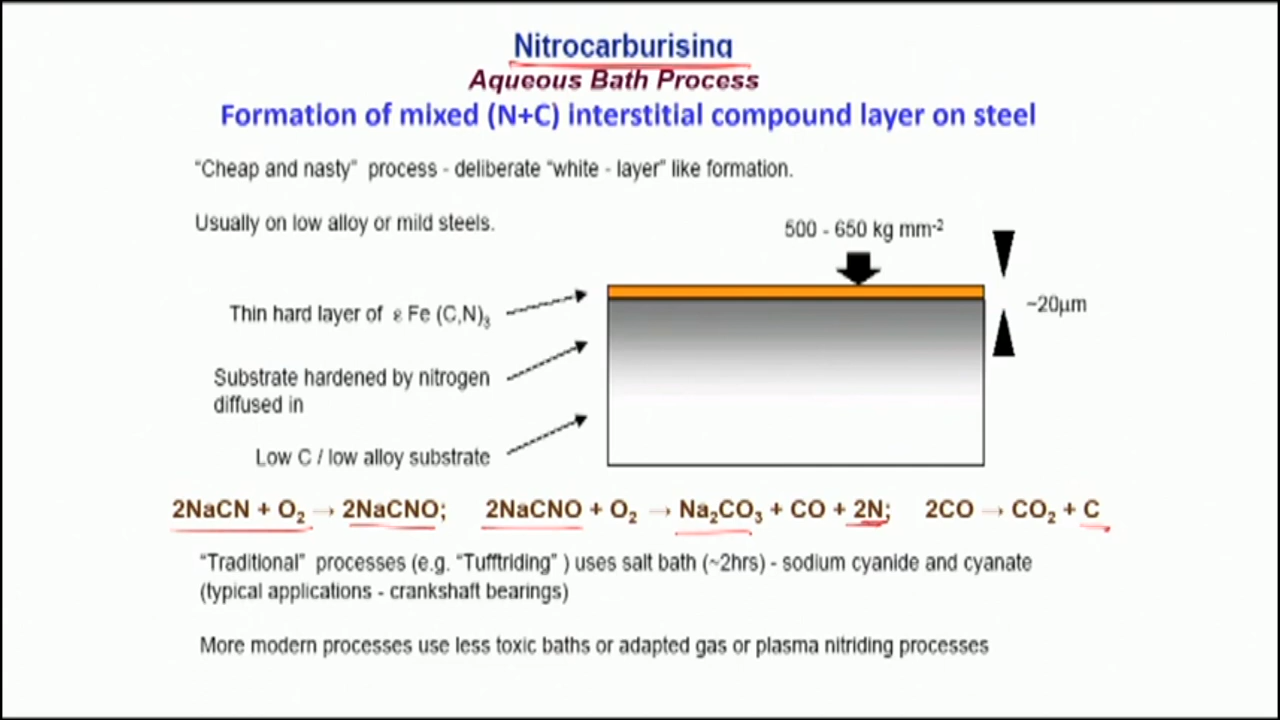 Nitrocarburising
Aqueous Bath Process
Formation of mixed (N+C) interstitial compound layer on steel
“Cheap and nasty” process - deliberate “white - layer” like formation.
Usually on low alloy or mild steels.
500 - 650 kg mm⁻²
~20μm
Thin hard layer of ε Fe (C,N)₃
Substrate hardened by nitrogen
diffused in
Low C / low alloy substrate
2NaCN + O₂ → 2NaCNO; 2NaCNO + O₂ → Na₂CO₃ + CO + 2N; 2CO → CO₂ + C
“Traditional” processes (e.g. “Tufftriding” ) uses salt bath (~2hrs) - sodium cyanide and cyanate
(typical applications - crankshaft bearings)
More modern processes use less toxic baths or adapted gas or plasma nitriding processes